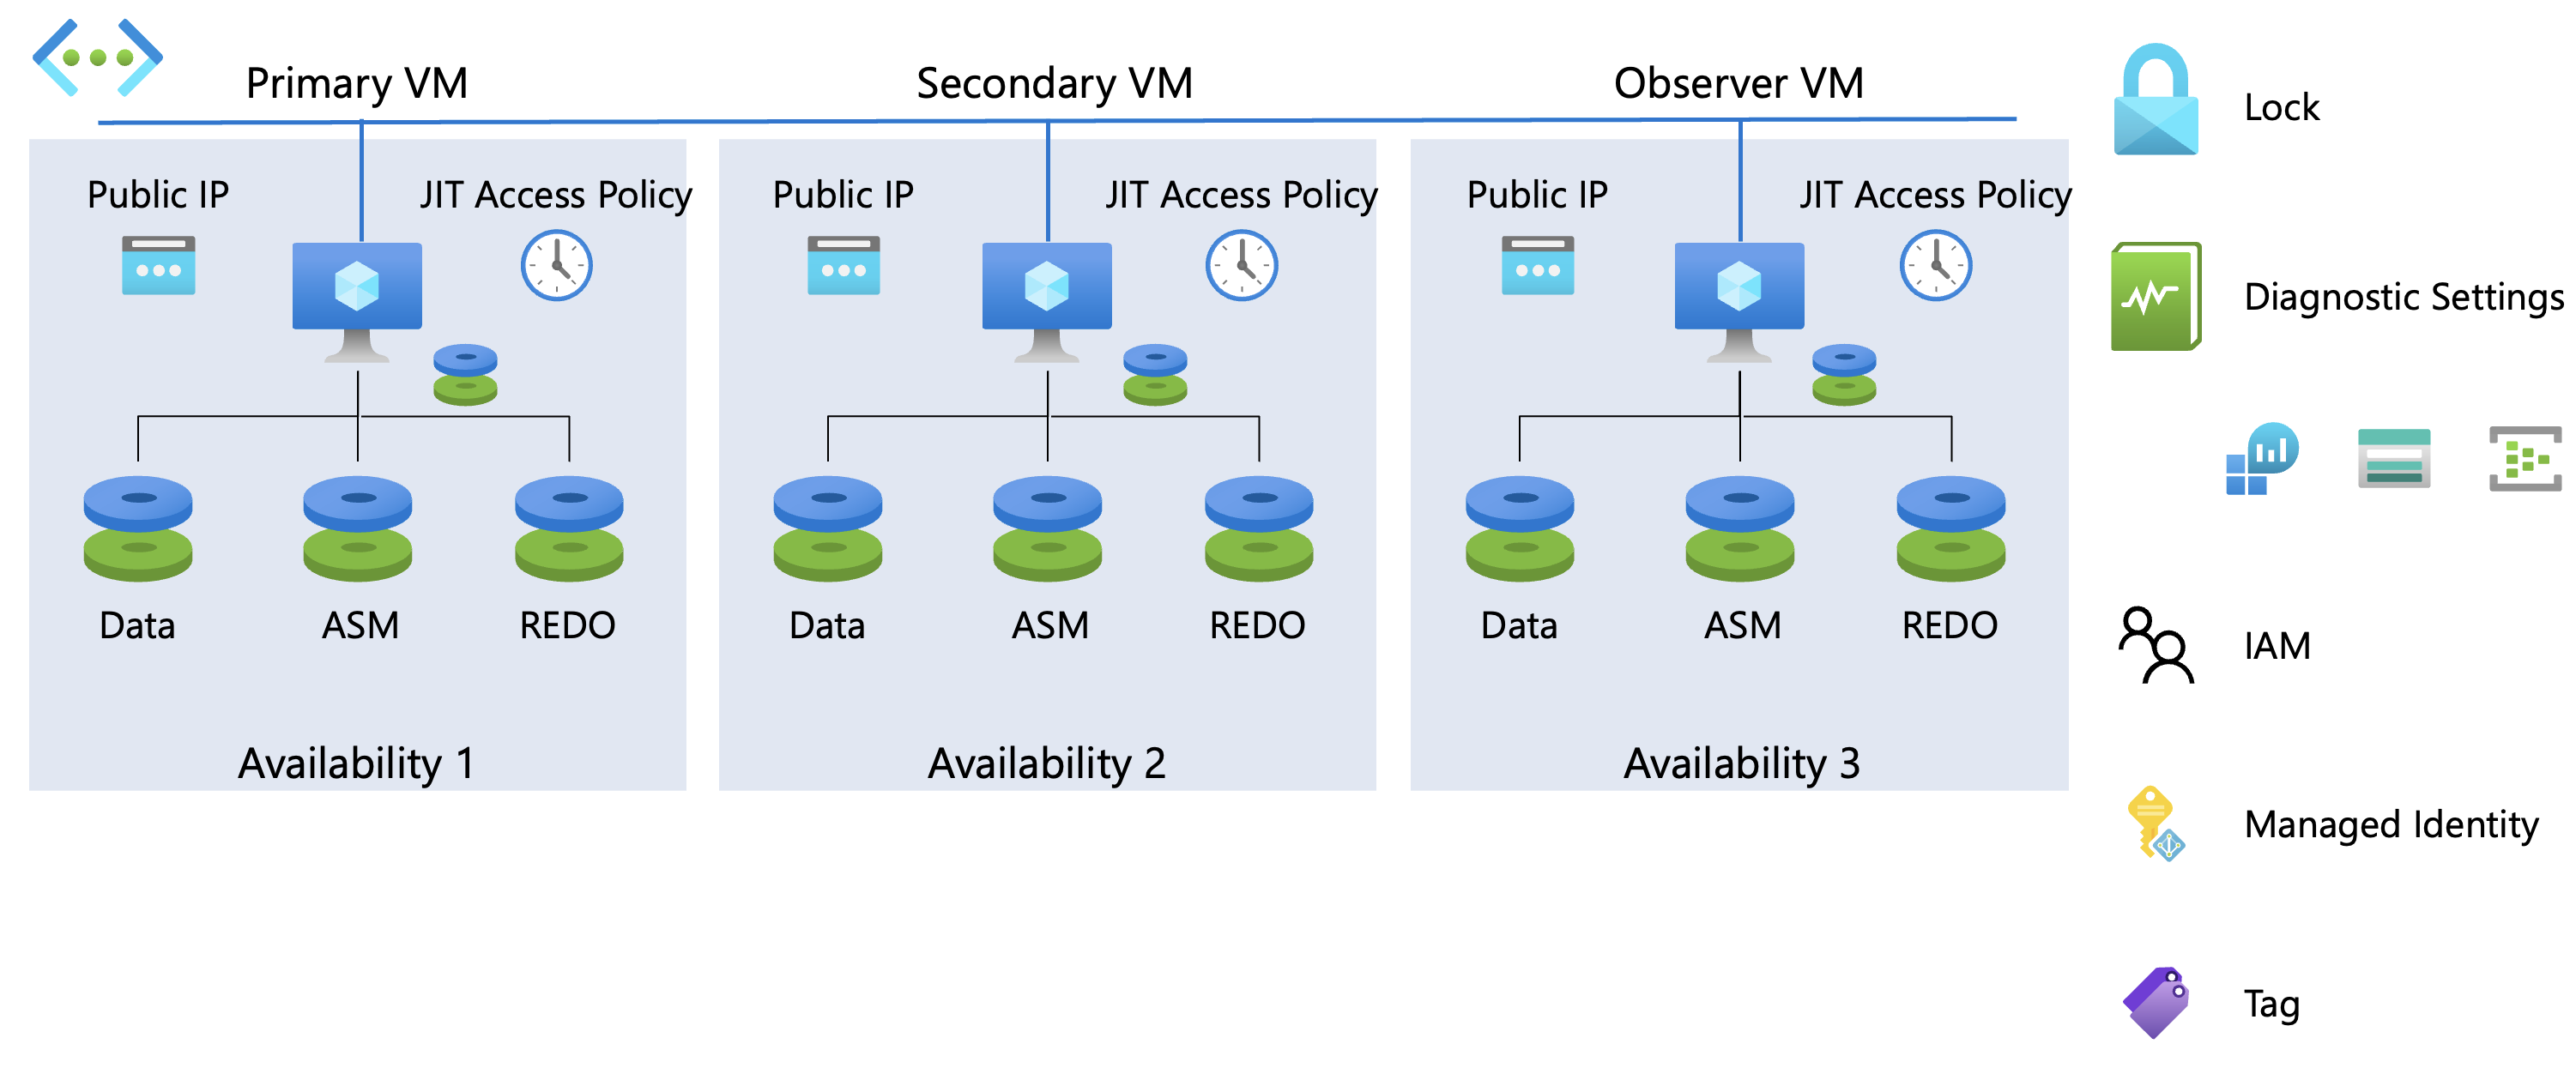 Primary VM
Secondary VM
Observer VM
Public IP
JIT Access Policy
Public IP
JIT Access Policy
Public IP
JIT Access Policy
Data
ASM
REDO
Data
ASM
REDO
Data
ASM
REDO
Availability 1
Availability 2
Availability 3
Lock
Diagnostic Settings
IAM
Managed Identity
Tag